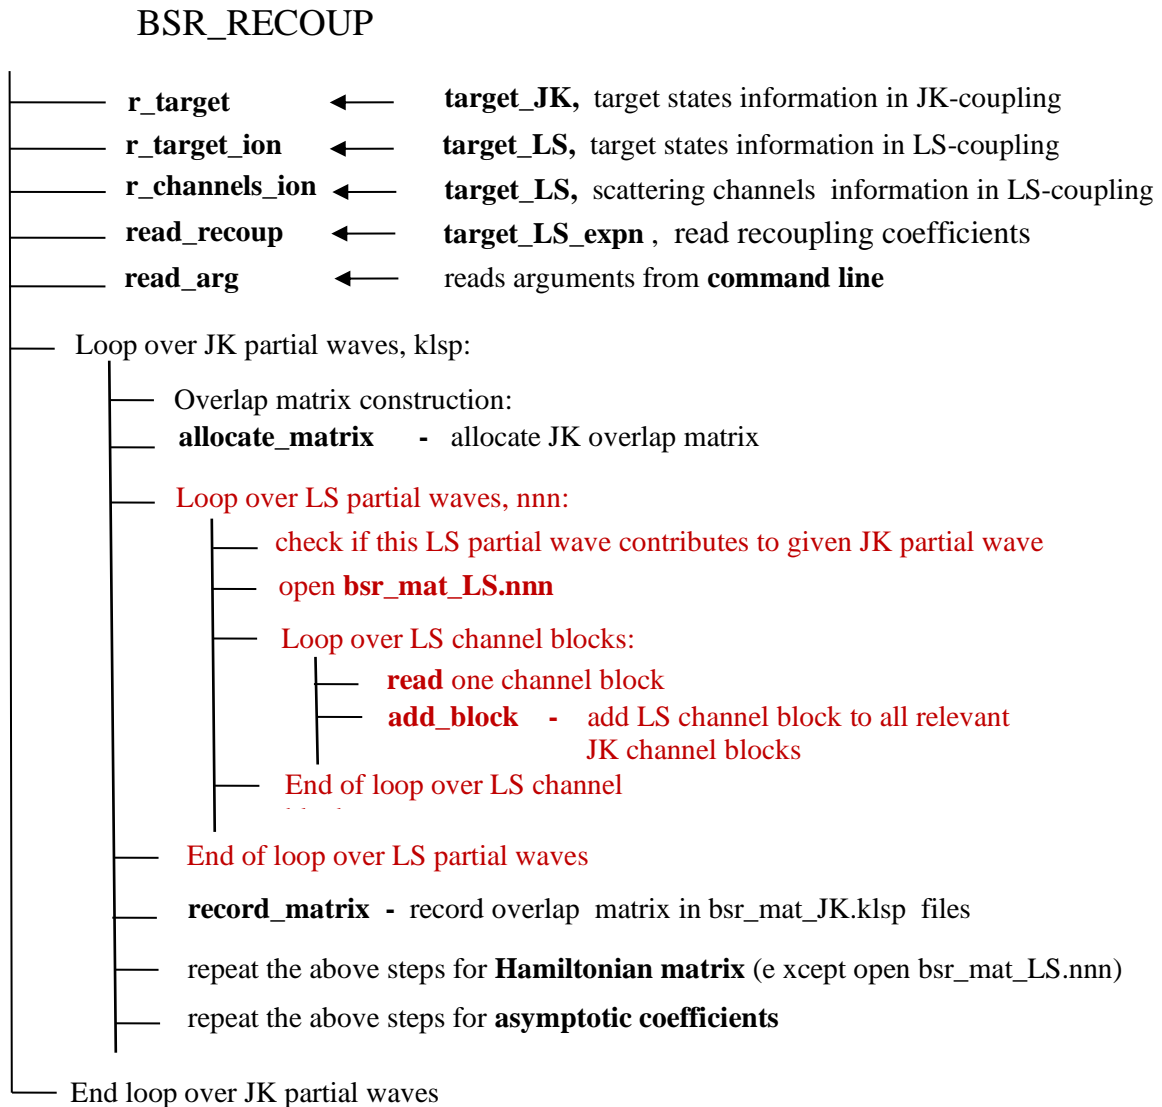 BSR_RECOUP
r_target target_JK, target states information in JK-coupling
r_target_ion target_LS, target states information in LS-coupling
r_channels_ion target_LS, scattering channels information in LS-coupling
read_recoup target_LS_expn , read recoupling coefficients
read_arg reads arguments from command line
Loop over JK partial waves, klsp:
Overlap matrix construction:
allocate_matrix - allocate JK overlap matrix
Loop over LS partial waves, nnn:
check if this LS partial wave contributes to given JK partial wave
open bsr_mat_LS.nnn
Loop over LS channel blocks:
read one channel block
add_block - add LS channel block to all relevant
JK channel blocks
End of loop over LS channel
End of loop over LS partial waves
record_matrix - record overlap matrix in bsr_mat_JK.klsp files
repeat the above steps for Hamiltonian matrix (e xcept open bsr_mat_LS.nnn)
repeat the above steps for asymptotic coefficients
End loop over JK partial waves